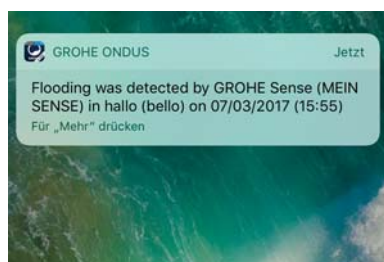 GROHE ONDUS Jetzt
Flooding was detected by GROHE Sense (MEIN
SENSE) in hallo (bello) on 07/03/2017 (15:55)
Für „Mehr“ drücken